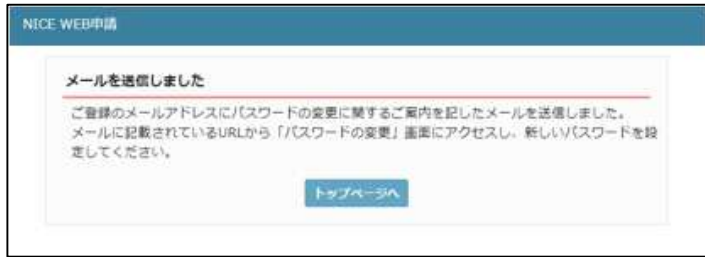 NICE WEB申請
メールを送信しました
ご登録のメールアドレスにパスワードの変更に関するご案内を記したメールを送信しました。
メールに記載されているURLから「パスワードの変更」画面にアクセスし、新しいパスワードを設
定してください。
トップページへ